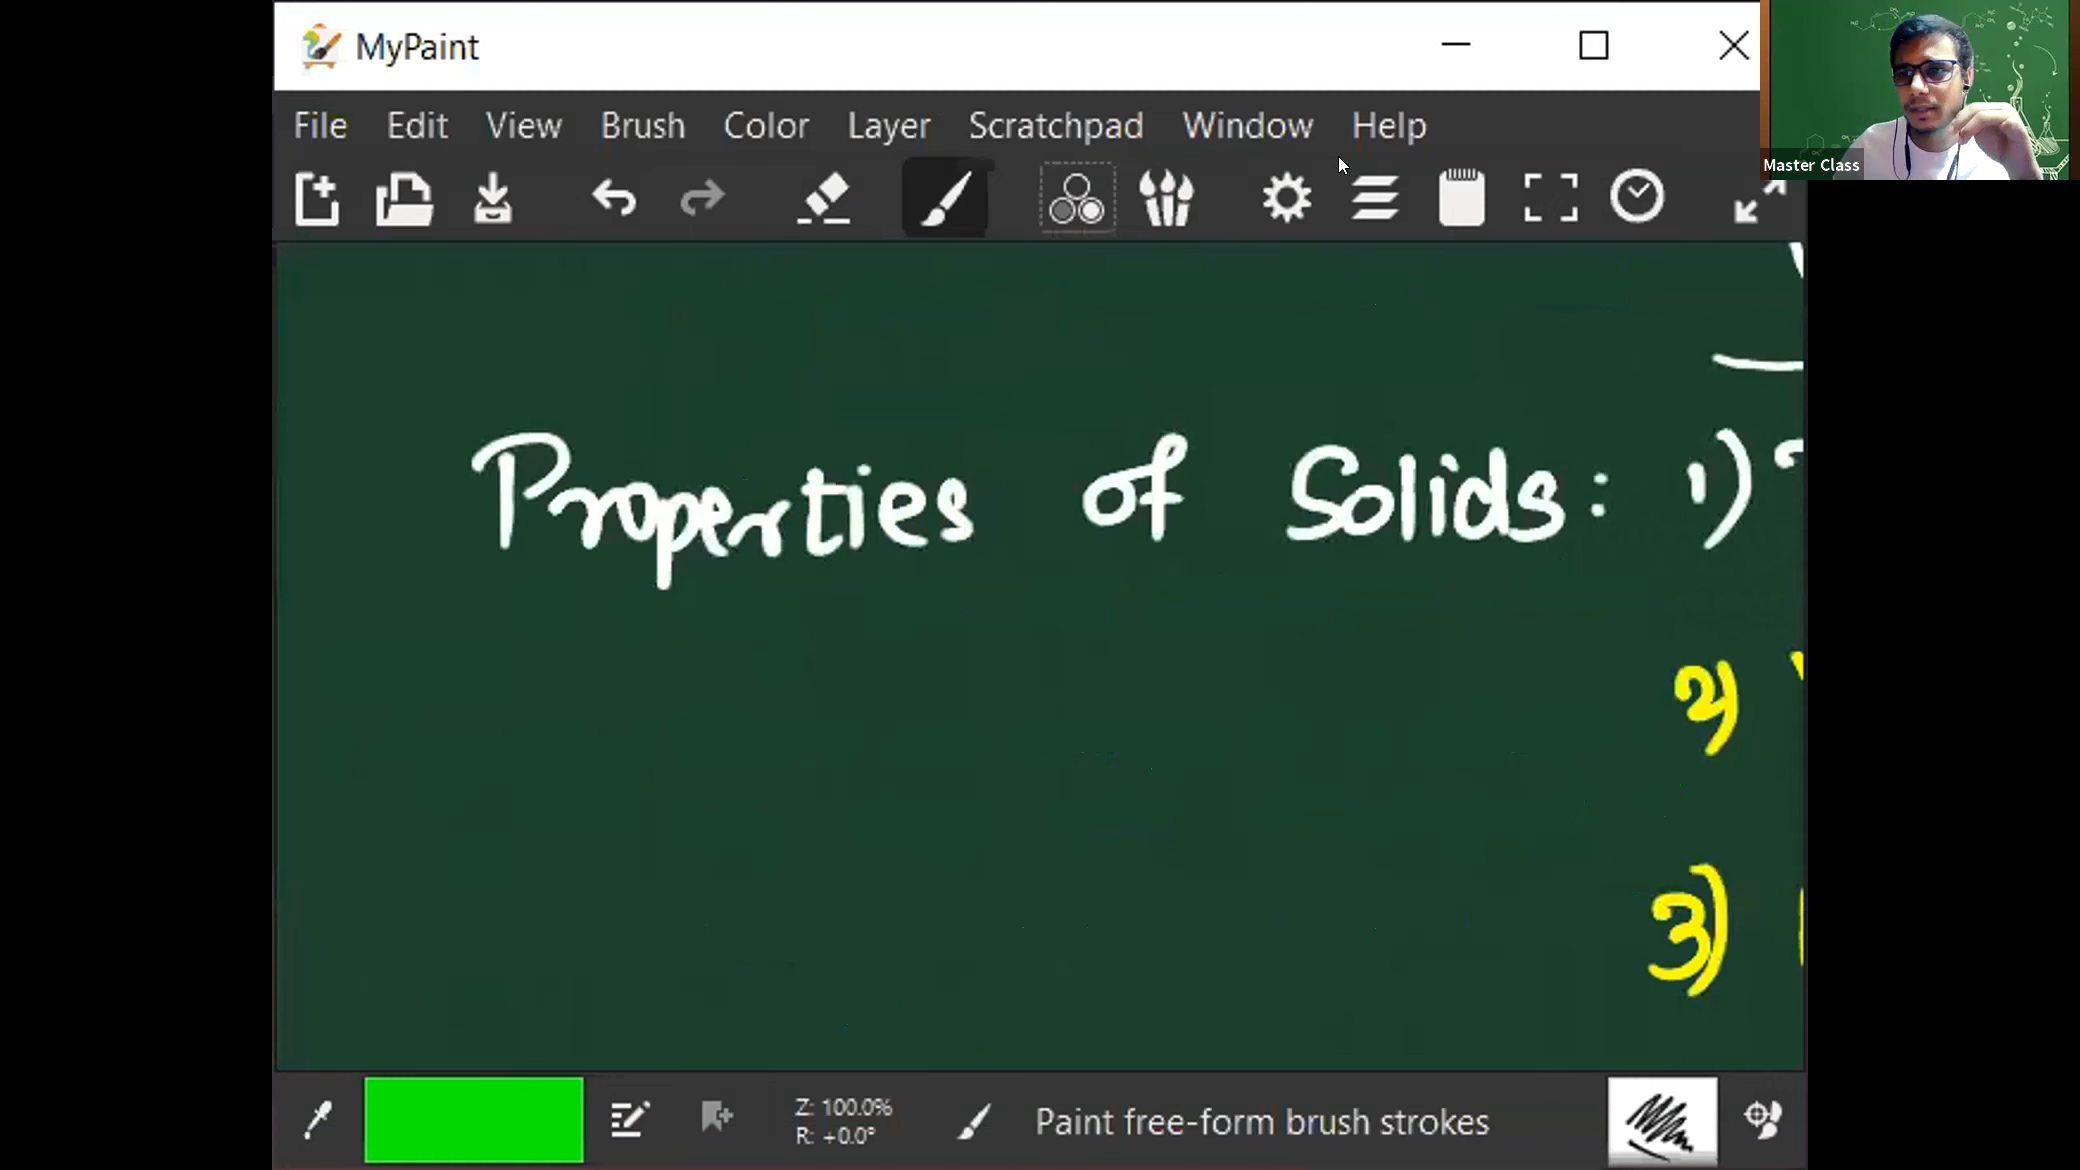 MyPaint
File Edit View Brush Color Layer Scratchpad Window Help
Master Class
Properties of Solids: 1)
2)
3)
Z: 100.0%
R: +0.0°
Paint free-form brush strokes